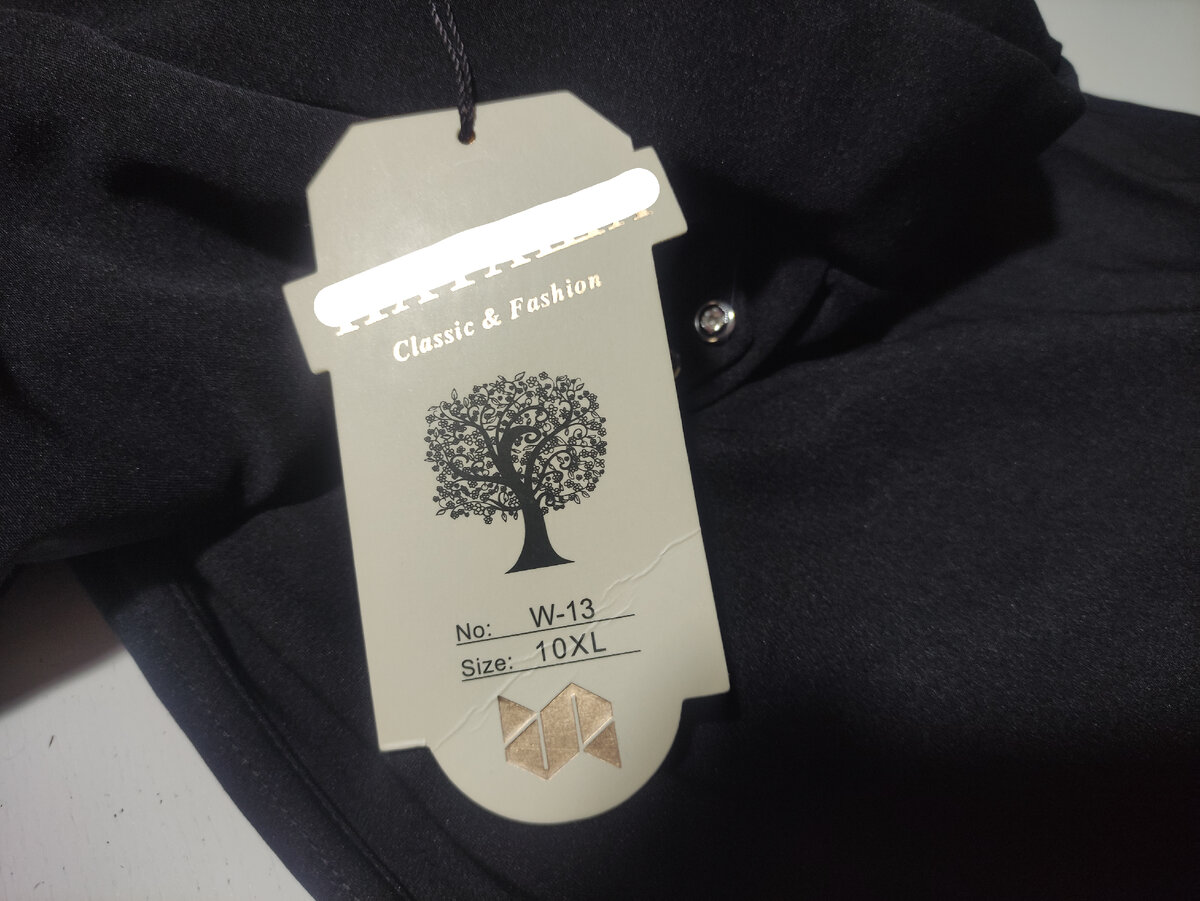 Classic & Fashion
No: W-13
Size: 10XL